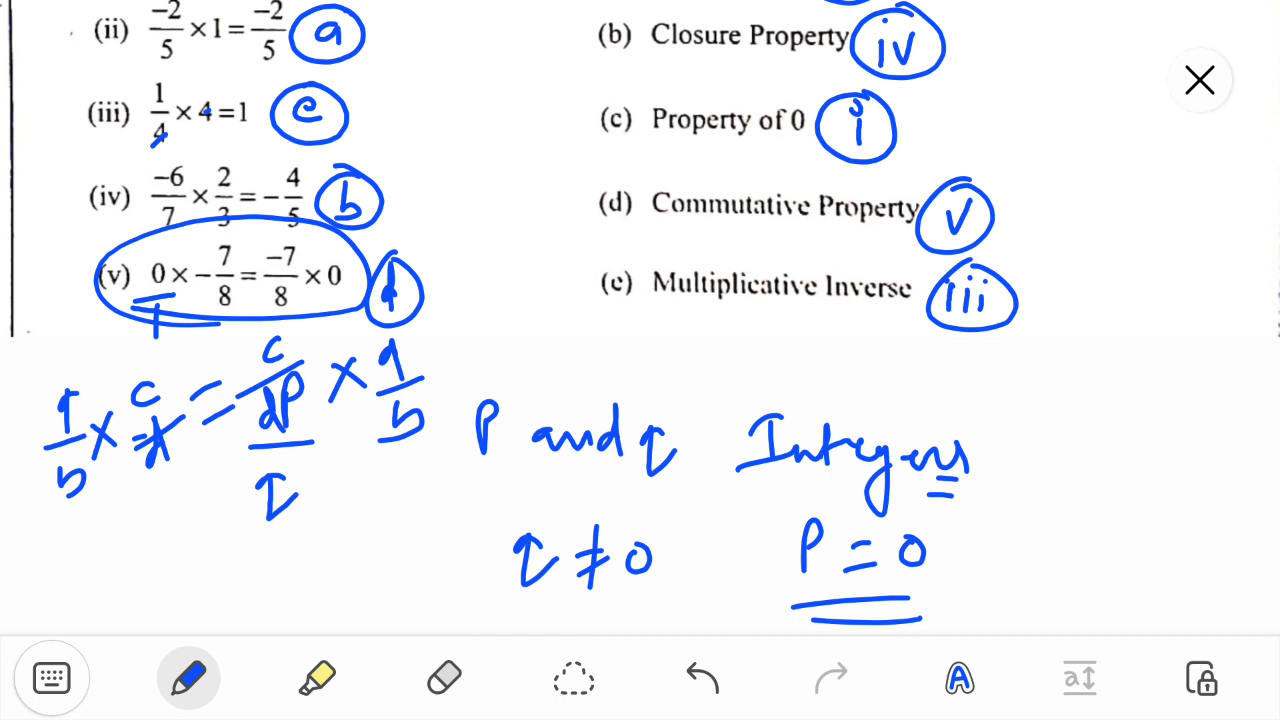 (ii) -2/5 × 1 = -2/5 a
(b) Closure Property iv
(iii) 1/4 × 4 = 1 e
(c) Property of 0 i
(iv) -6/7 × 2/3 = - 4/5 b
(d) Commutative Property v
(v) 0 × - 7/8 = -7/8 × 0 d
(e) Multiplicative Inverse iii
a/b × c/d = c/d × a/b
P/q
P and q Integers
q ≠ 0 P = 0